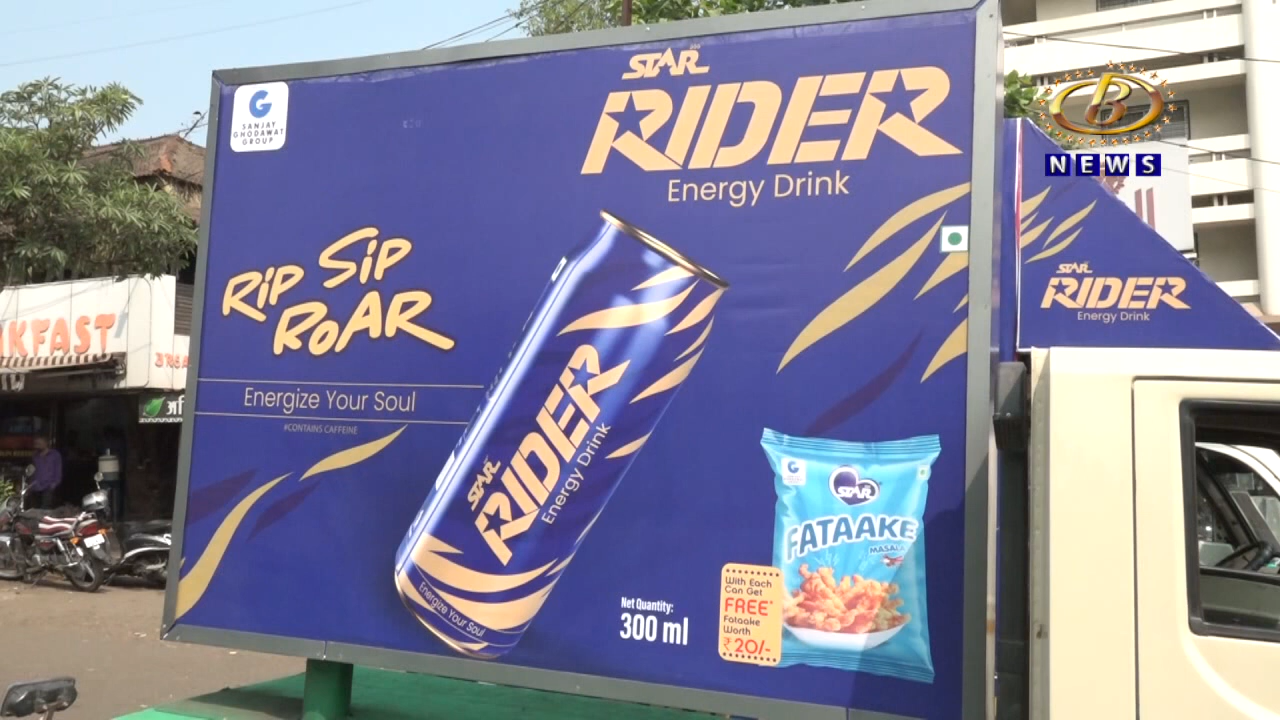 G
SANJAY
GHODAWAT
GROUP
STAR
RIDER
Energy Drink
B
NEWS
RiP SiP
RoAR
Energize Your Soul
#CONTAINS CAFFEINE
STAR
RIDER
Energy Drink
Energize Your Soul
Net Quantity:
300 ml
With Each
Can Get
FREE*
Fataake
Worth
₹20/-
G
STAR
FATAAKE
MASALA
STAR
RIDER
Energy Drink
KFAST